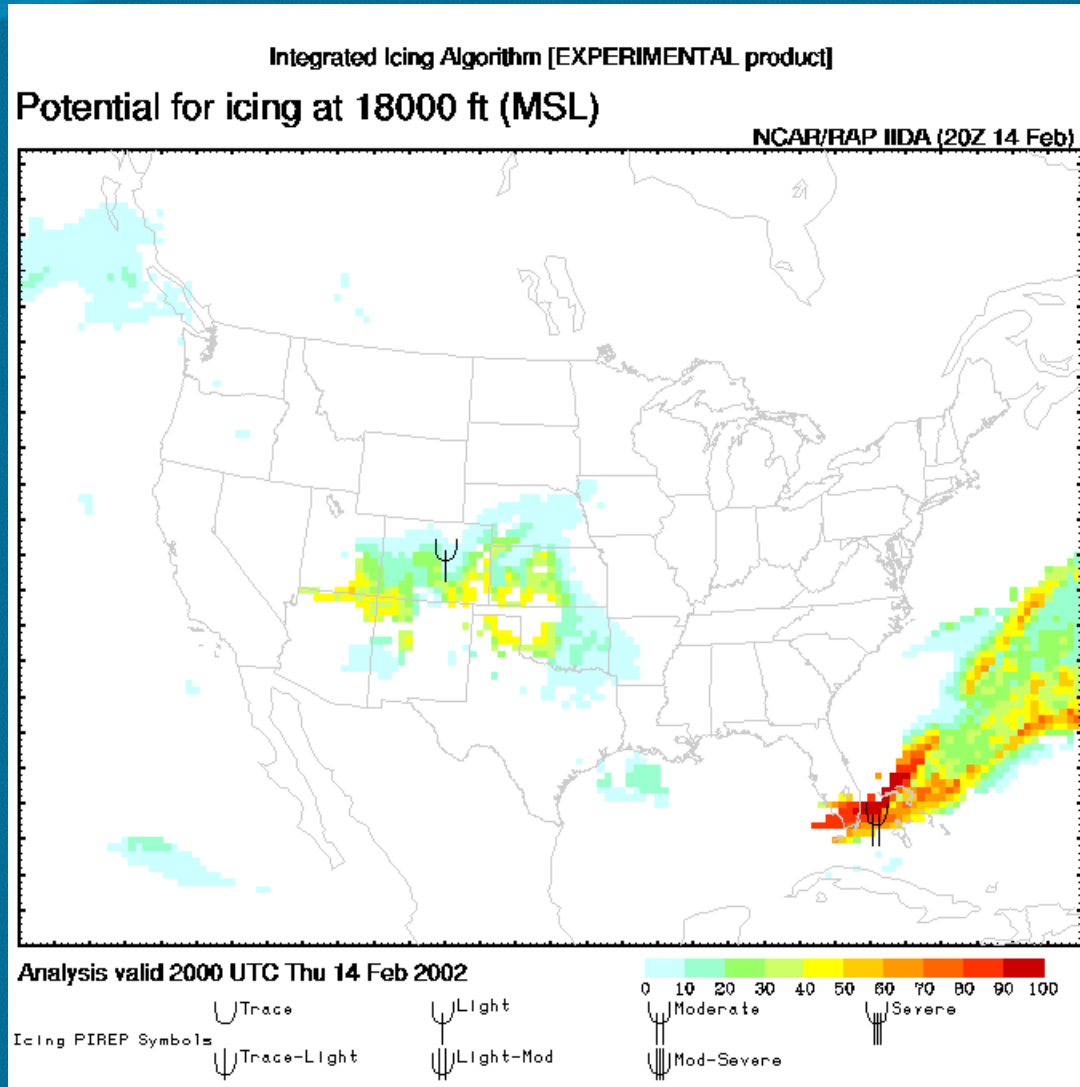 Integrated Icing Algorithm [EXPERIMENTAL product]
Potential for icing at 18000 ft (MSL)
NCAR/RAP IIDA (20Z 14 Feb)
Analysis valid 2000 UTC Thu 14 Feb 2002
0 10 20 30 40 50 60 70 80 90 100
Trace Light Moderate Severe
Icing PIREP Symbols
Trace-Light Light-Mod Mod-Severe